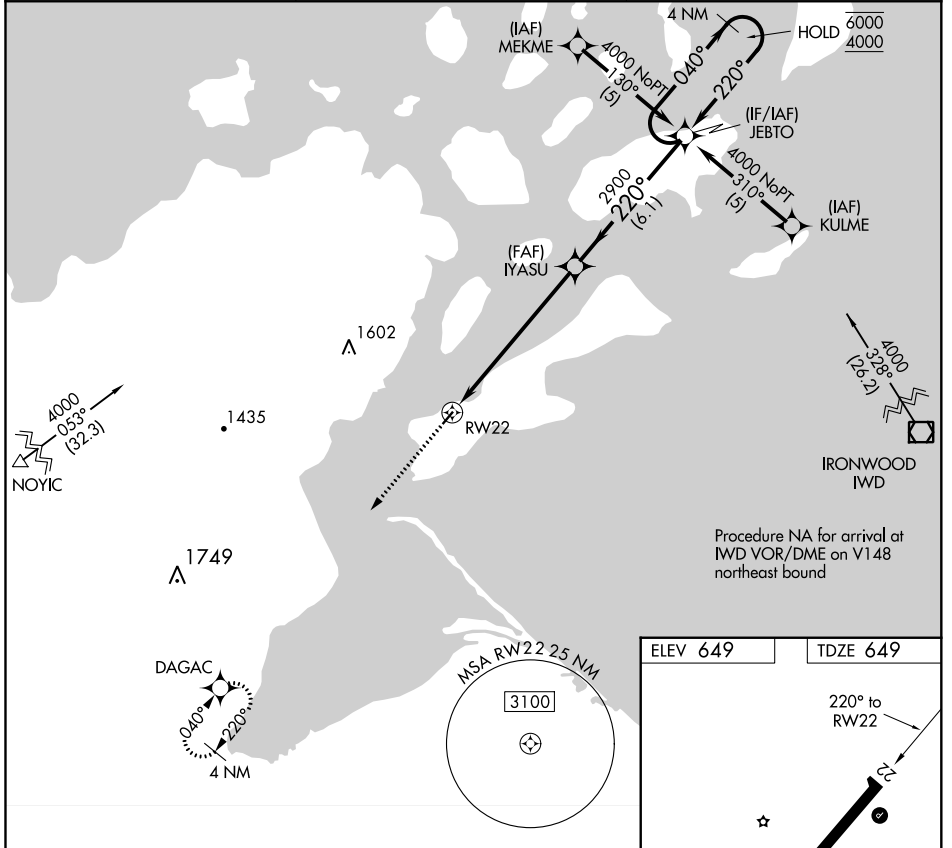 4 NM
HOLD
6000
4000
(IAF)
MEKME
4000 NoPT
130°
(5)
040°
220°
(IF/IAF)
JEBTO
4000 NoPT
310°
(5)
(IAF)
KULME
2900
220°
(6.1)
(FAF)
IYASU
1602
4000
053°
(32.3)
NOYIC
1435
RW22
4000
328°
(26.2)
IRONWOOD
IWD
Procedure NA for arrival at
IWD VOR/DME on V148
northeast bound
1749
DAGAC
040°
220°
4 NM
MSA RW22 25 NM
3100
ELEV 649
TDZE 649
220° to
RW22
22
P